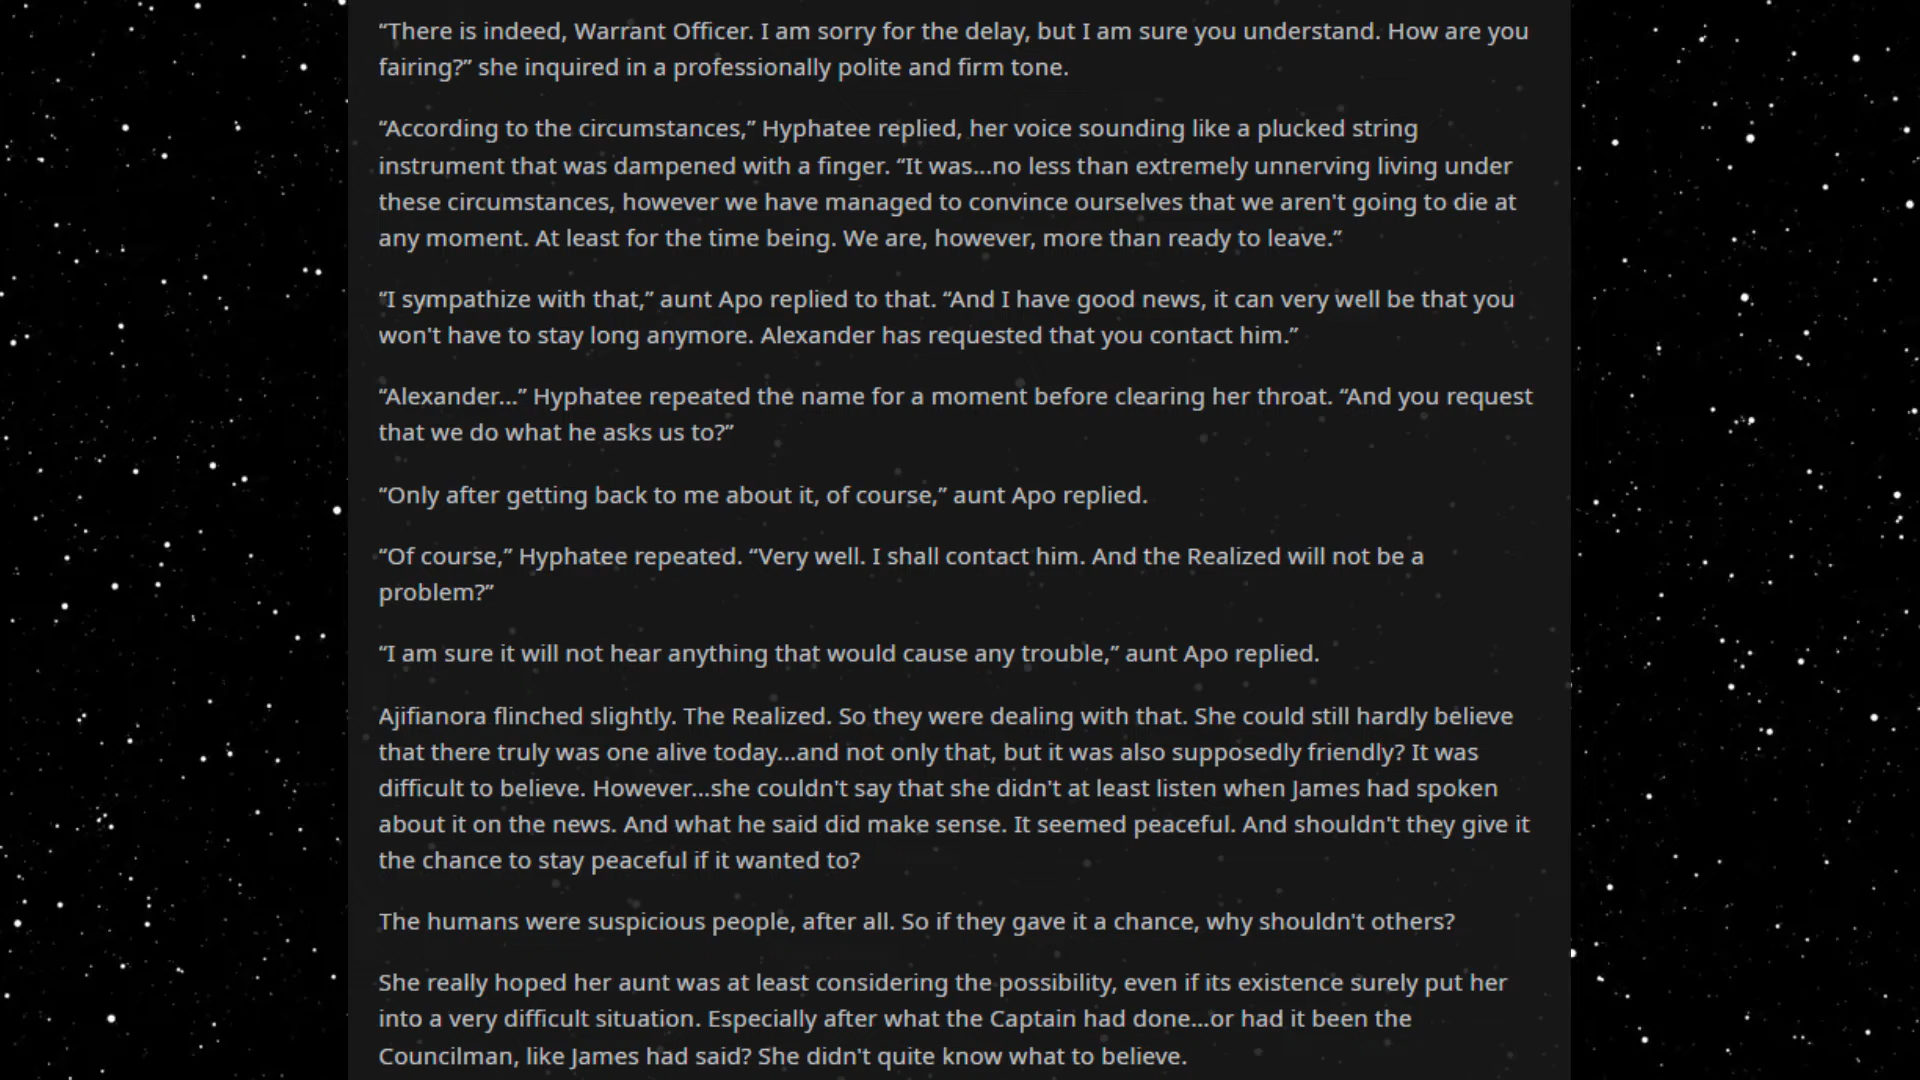 “There is indeed, Warrant Officer. I am sorry for the delay, but I am sure you understand. How are you
fairing?” she inquired in a professionally polite and firm tone.
“According to the circumstances,” Hyphatee replied, her voice sounding like a plucked string
instrument that was dampened with a finger. “It was...no less than extremely unnerving living under
these circumstances, however we have managed to convince ourselves that we aren't going to die at
any moment. At least for the time being. We are, however, more than ready to leave.”
“I sympathize with that,” aunt Apo replied to that. “And I have good news, it can very well be that you
won't have to stay long anymore. Alexander has requested that you contact him.”
“Alexander...” Hyphatee repeated the name for a moment before clearing her throat. “And you request
that we do what he asks us to?”
“Only after getting back to me about it, of course,” aunt Apo replied.
“Of course,” Hyphatee repeated. “Very well. I shall contact him. And the Realized will not be a
problem?”
“I am sure it will not hear anything that would cause any trouble,” aunt Apo replied.
Ajifianora flinched slightly. The Realized. So they were dealing with that. She could still hardly believe
that there truly was one alive today...and not only that, but it was also supposedly friendly? It was
difficult to believe. However...she couldn't say that she didn't at least listen when James had spoken
about it on the news. And what he said did make sense. It seemed peaceful. And shouldn't they give it
the chance to stay peaceful if it wanted to?
The humans were suspicious people, after all. So if they gave it a chance, why shouldn't others?
She really hoped her aunt was at least considering the possibility, even if its existence surely put her
into a very difficult situation. Especially after what the Captain had done...or had it been the
Councilman, like James had said? She didn't quite know what to believe.